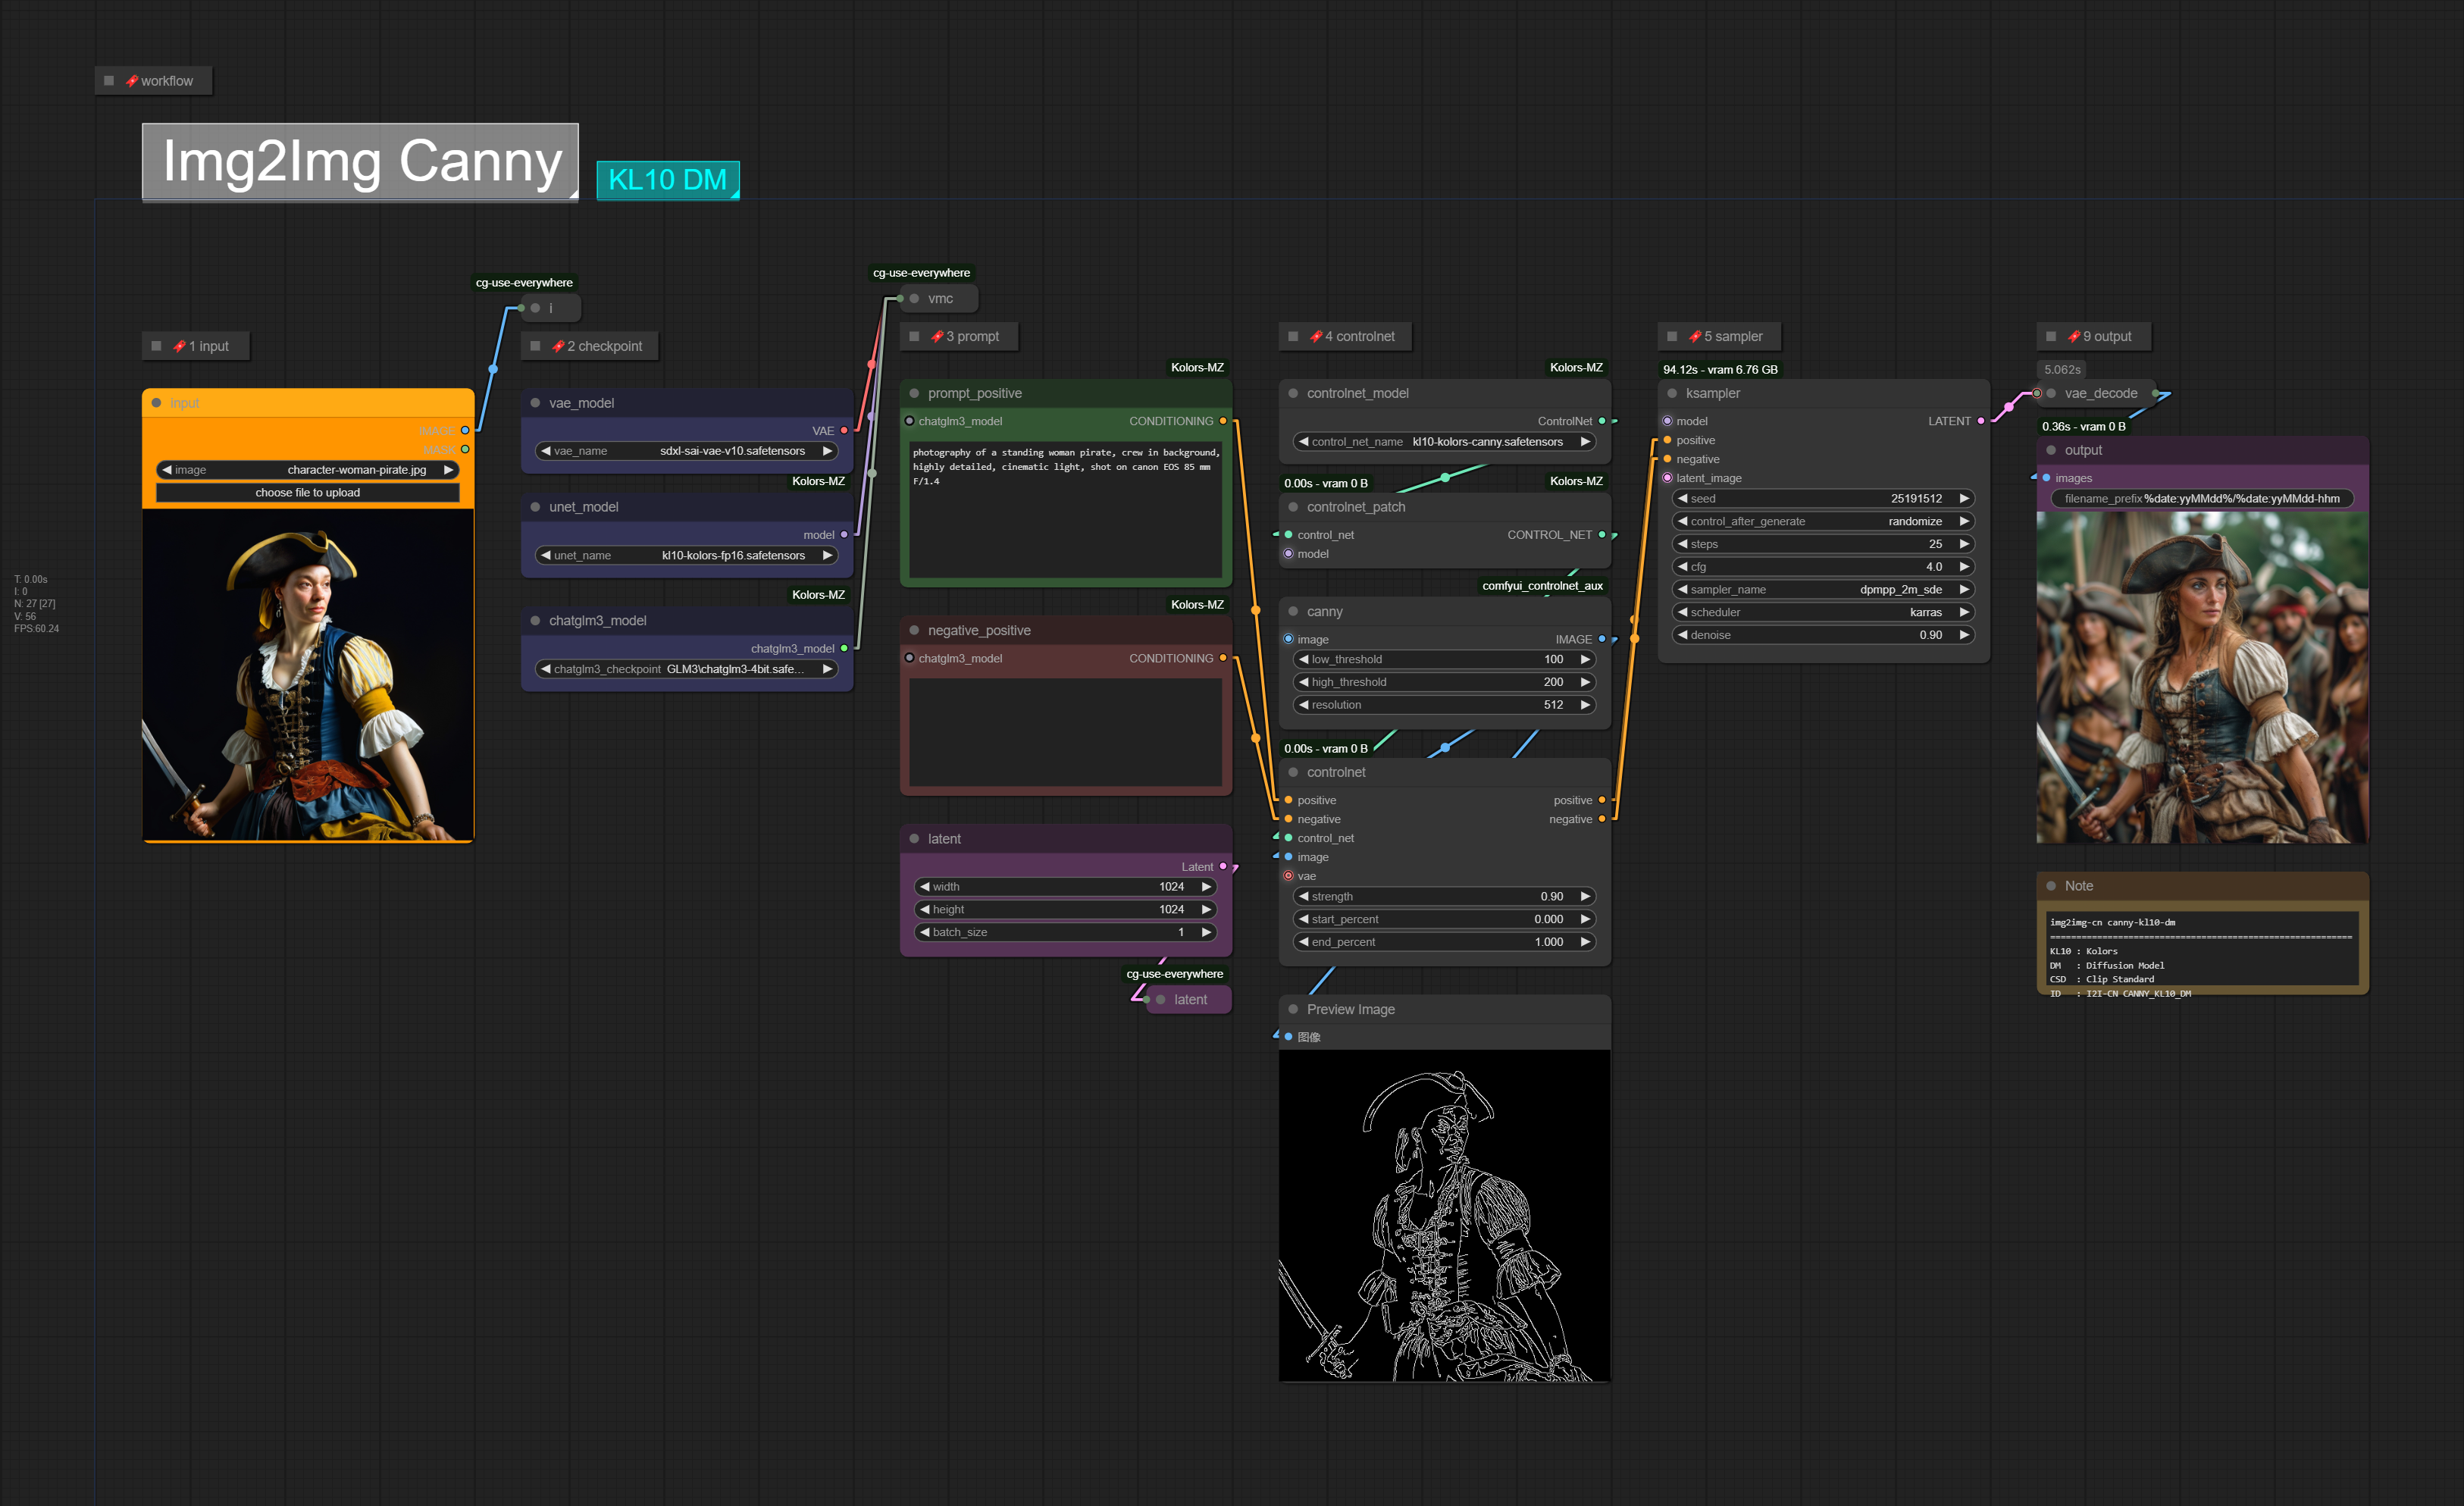 workflow
Img2Img Canny
KL10 DM
cg-use-everywhere
i
cg-use-everywhere
vmc
1 input
2 checkpoint
3 prompt
4 controlnet
5 sampler
9 output
input
IMAGE
MASK
image character-woman-pirate.jpg
choose file to upload
T: 0.00s
I: 0
N: 27 [27]
V: 56
FPS:60.24
vae_model
VAE
vae_name sdxl-sai-vae-v10.safetensors
Kolors-MZ
unet_model
model
unet_name kl10-kolors-fp16.safetensors
Kolors-MZ
chatglm3_model
chatglm3_model
chatglm3_checkpoint GLM3\chatglm3-4bit.safe...
Kolors-MZ
prompt_positive
chatglm3_model CONDITIONING
photography of a standing woman pirate, crew in background,
highly detailed, cinematic light, shot on canon EOS 85 mm
F/1.4
Kolors-MZ
negative_positive
chatglm3_model CONDITIONING
latent
Latent
width 1024
height 1024
batch_size 1
cg-use-everywhere
latent
Kolors-MZ
controlnet_model
ControlNet
control_net_name kl10-kolors-canny.safetensors
0.00s - vram 0 B Kolors-MZ
controlnet_patch
control_net CONTROL_NET
model
comfyui_controlnet_aux
canny
image IMAGE
low_threshold 100
high_threshold 200
resolution 512
0.00s - vram 0 B
controlnet
positive positive
negative negative
control_net
image
vae
strength 0.90
start_percent 0.000
end_percent 1.000
Preview Image
图像
94.12s - vram 6.76 GB
ksampler
model LATENT
positive
negative
latent_image
seed 25191512
control_after_generate randomize
steps 25
cfg 4.0
sampler_name dpmpp_2m_sde
scheduler karras
denoise 0.90
5.062s
vae_decode
0.36s - vram 0 B
output
images
filename_prefix %date:yyMMdd%/%date:yyMMdd-hhm
Note
img2img-cn canny-kl10-dm
==========================================================
KL10 : Kolors
DM : Diffusion Model
CSD : Clip Standard
ID : I2I-CN CANNY_KL10_DM